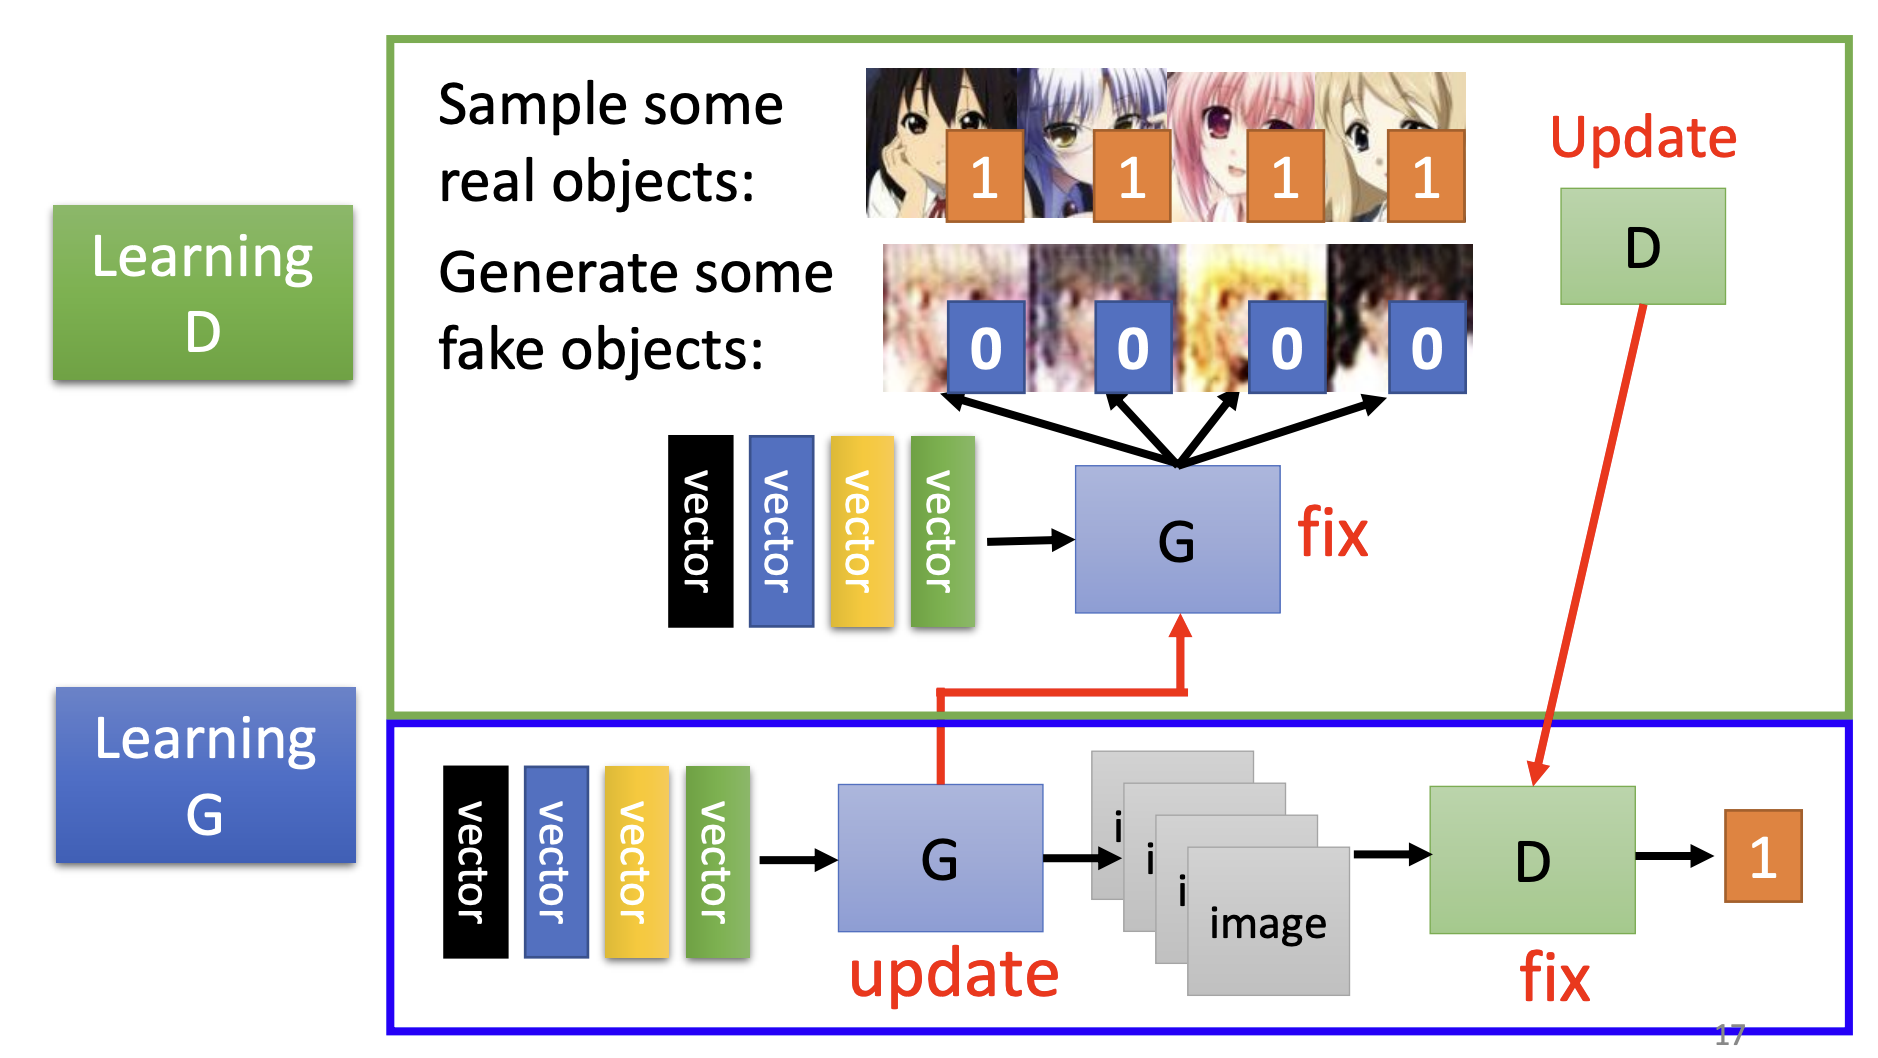 Sample some
real objects:
1 1 1 1
Update
D
Learning
D
Generate some
fake objects:
0 0 0 0
vector vector vector vector
G
fix
Learning
G
vector vector vector vector
G
update
i
i
i
image
D
fix
1
17